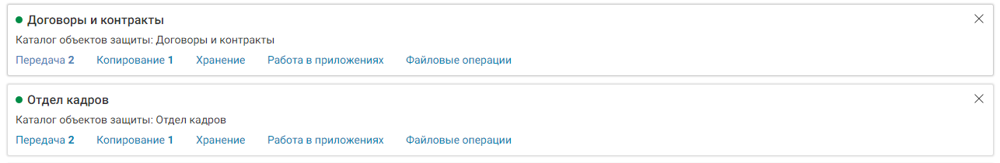 Договоры и контракты
Каталог объектов защиты: Договоры и контракты
Передача 2 Копирование 1 Хранение Работа в приложениях Файловые операции
Отдел кадров
Каталог объектов защиты: Отдел кадров
Передача 2 Копирование 1 Хранение Работа в приложениях Файловые операции